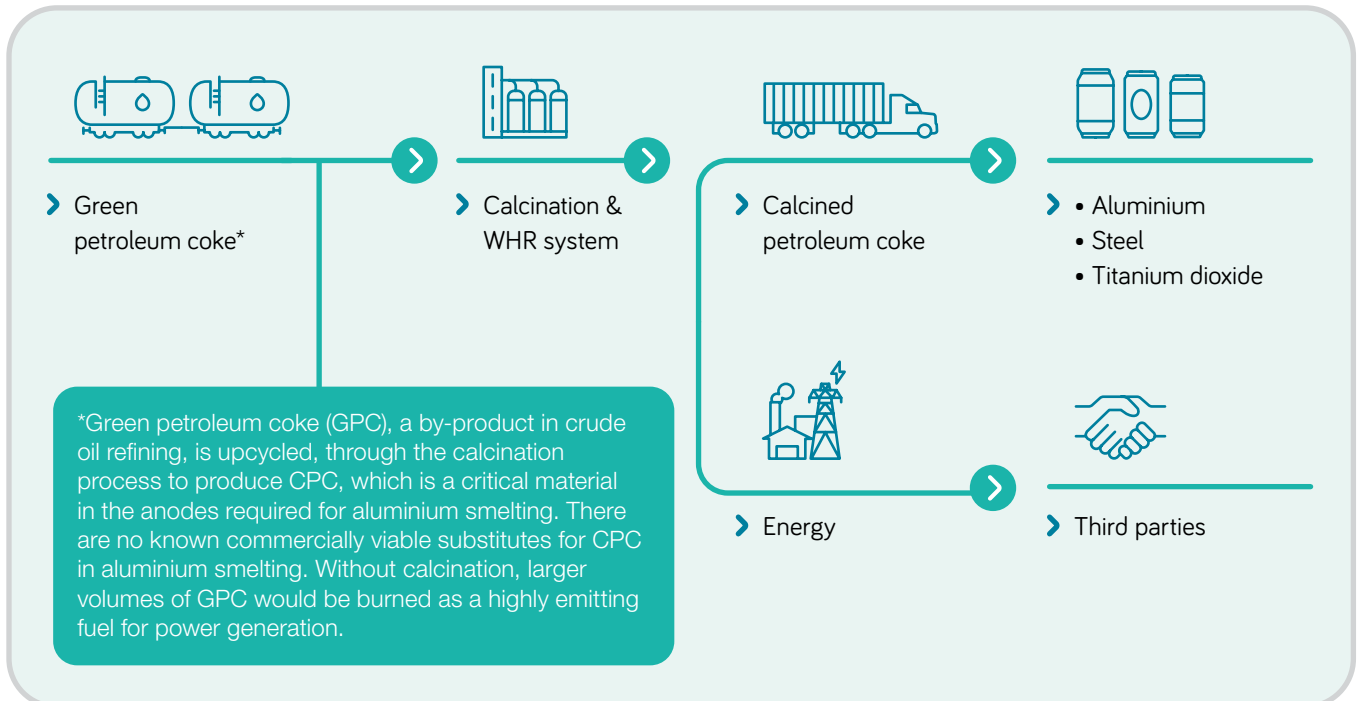 Green
petroleum coke*
Calcination &
WHR system
Calcined
petroleum coke
• Aluminium
• Steel
• Titanium dioxide
*Green petroleum coke (GPC), a by-product in crude
oil refining, is upcycled, through the calcination
process to produce CPC, which is a critical material
in the anodes required for aluminium smelting. There
are no known commercially viable substitutes for CPC
in aluminium smelting. Without calcination, larger
volumes of GPC would be burned as a highly emitting
fuel for power generation.
Energy
Third parties